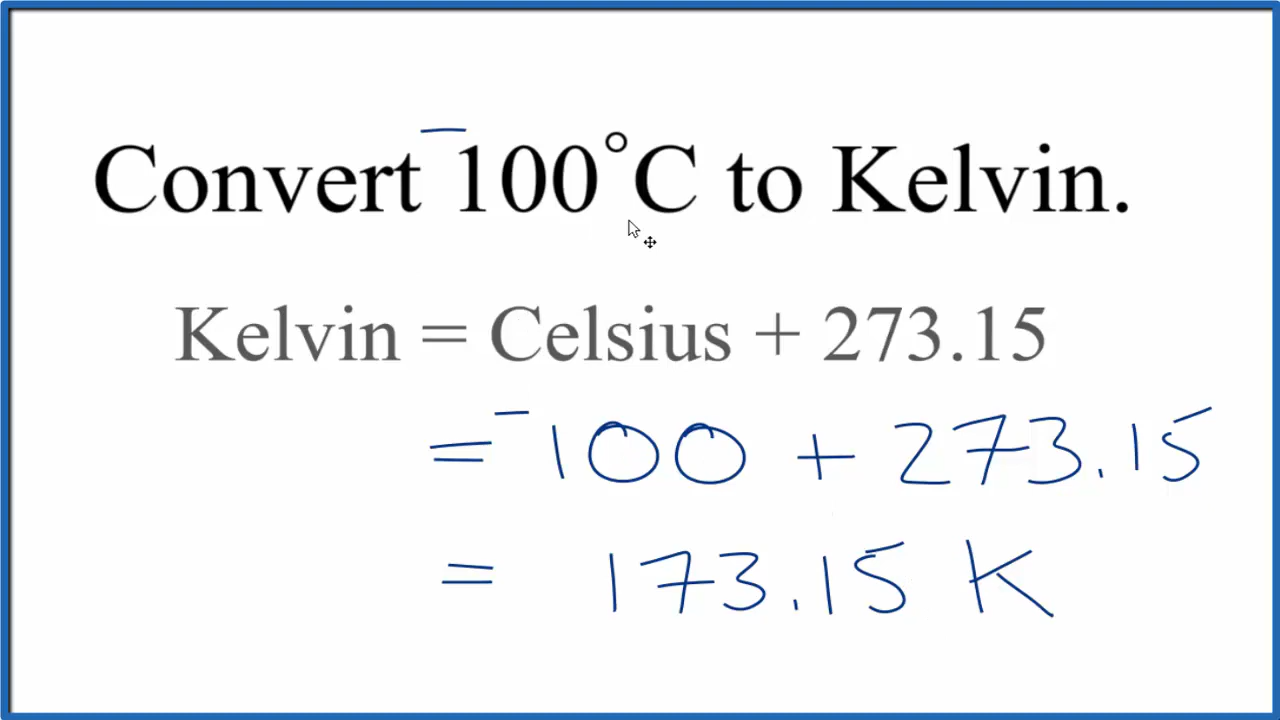 Convert ⁻100°C to Kelvin.
Kelvin = Celsius + 273.15
= ⁻100 + 273.15
= 173.15 K